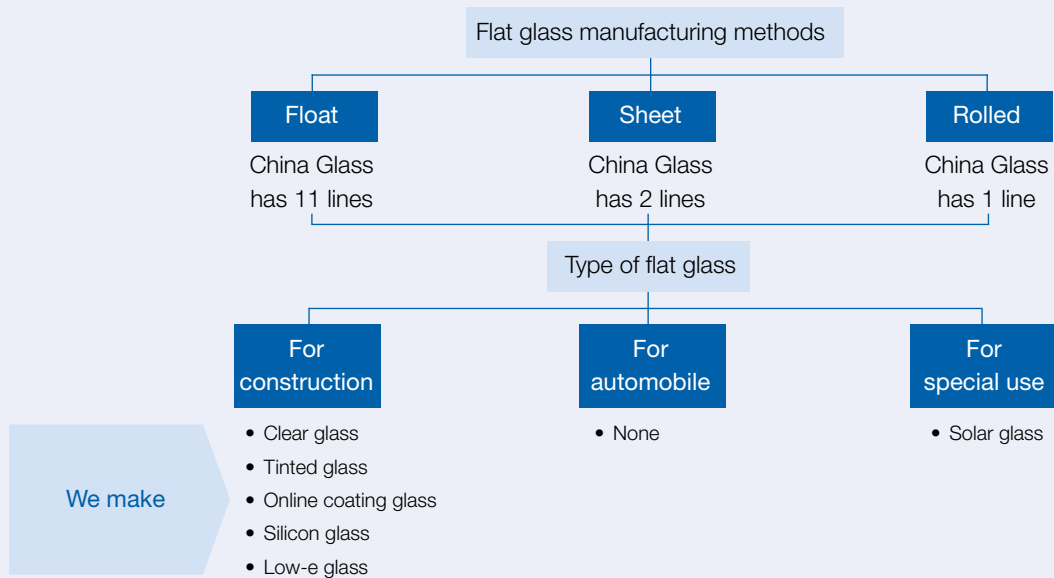 Flat glass manufacturing methods
Float
Sheet
Rolled
China Glass
has 11 lines
China Glass
has 2 lines
China Glass
has 1 line
Type of flat glass
For
construction
For
automobile
For
special use
We make
• Clear glass
• Tinted glass
• Online coating glass
• Silicon glass
• Low-e glass
• None
• Solar glass